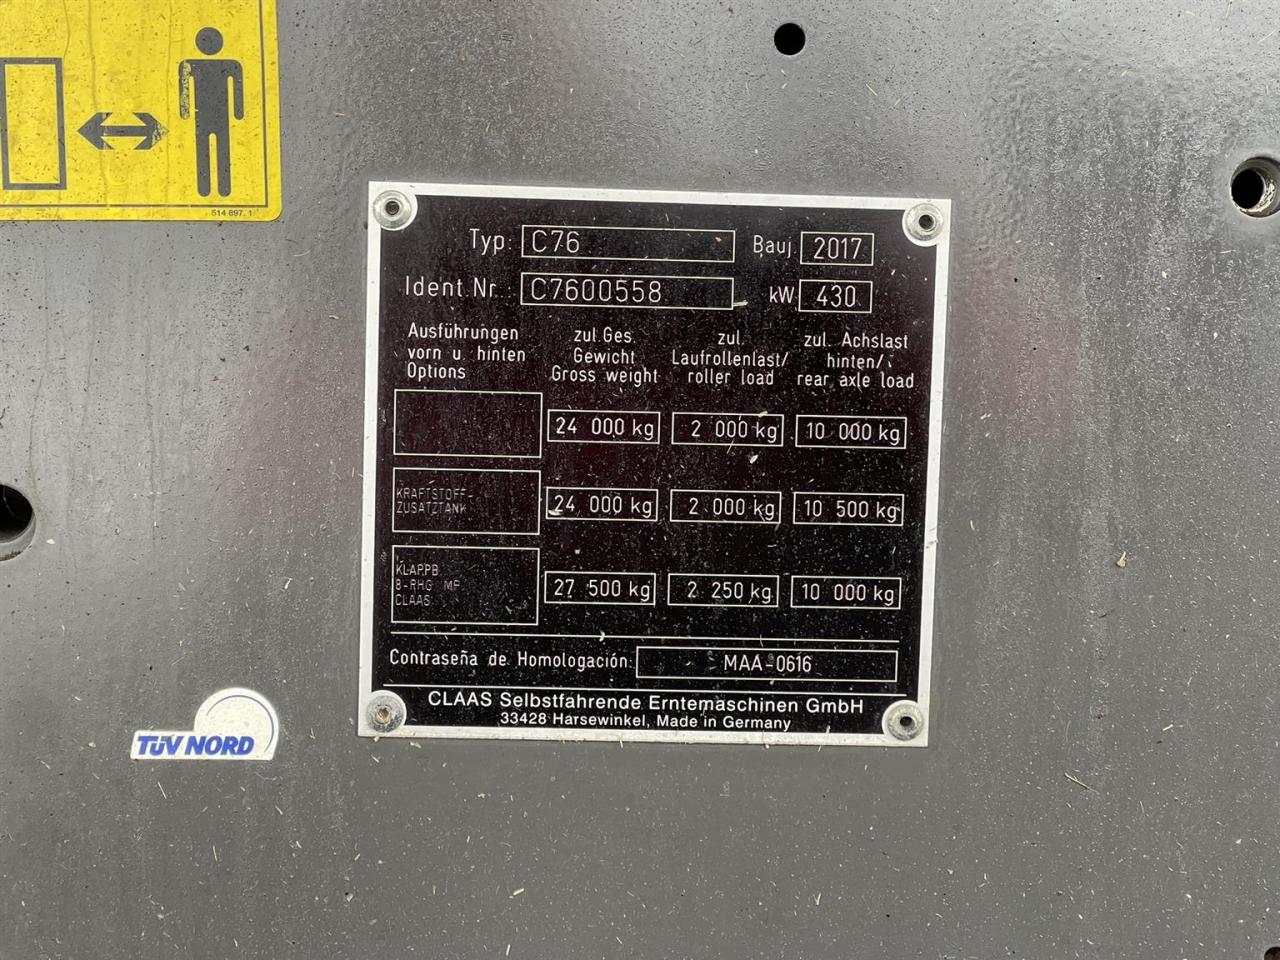 514 897. 1
Typ: C76 Bauj. 2017
Ident. Nr.: C7600558 kW 430
Ausführungen vorn u. hinten Options
zul. Ges. Gewicht Gross weight
zul. Laufrollenlast/ roller load
zul. Achslast hinten/ rear axle load
24 000 kg 2 000 kg 10 000 kg
KRAFTSTOFF-
ZUSATZTANK
24 000 kg 2 000 kg 10 500 kg
KLAPPB.
B-RHG MF
CLAAS
27 500 kg 2 250 kg 10 000 kg
Contraseña de Homologación: MAA-0616
CLAAS Selbstfahrende Erntemaschinen GmbH
33428 Harsewinkel, Made in Germany
TÜV NORD